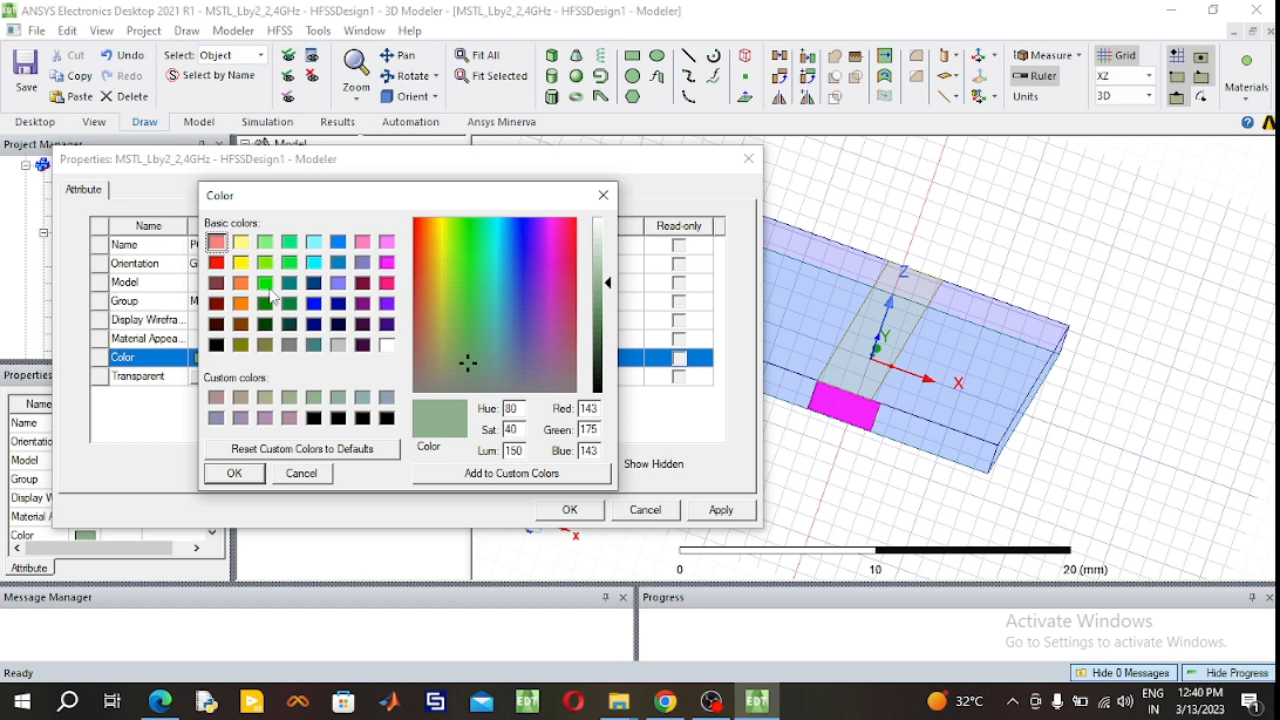 ANSYS Electronics Desktop 2021 R1 - MSTL_Lby2_2,4GHz - HFSSDesign1 - 3D Modeler - [MSTL_Lby2_2,4GHz - HFSSDesign1 - Modeler]
File Edit View Project Draw Modeler HFSS Tools Window Help
Save
Cut Undo
Copy Redo
Paste Delete
Select: Object
Select by Name
Zoom
Pan
Rotate
Orient
Fit All
Fit Selected
Measure
Ruler
Units
Grid
XZ
3D
Materials
Desktop View Draw Model Simulation Results Automation Ansys Minerva
Project Manager
Model
Properties: MSTL_Lby2_2,4GHz - HFSSDesign1 - Modeler
Attribute
Name Read-only
Name
Orientation
Model
Group
Display Wirefra...
Material Appea...
Color
Transparent
Show Hidden
OK Cancel Apply
Color
Basic colors:
Custom colors:
Reset Custom Colors to Defaults
OK Cancel
Color
Hue: 80 Red: 143
Sat: 40 Green: 175
Lum: 150 Blue: 143
Add to Custom Colors
Properties
Name
Name
Orientatio
Model
Group
Display W
Material A
Color
Attribute
Z
Y
X
x
0 10 20 (mm)
Message Manager
Progress
Activate Windows
Go to Settings to activate Windows.
Ready
Hide 0 Messages Hide Progress
32°C
ENG
IN
12:40 PM
3/13/2023
1